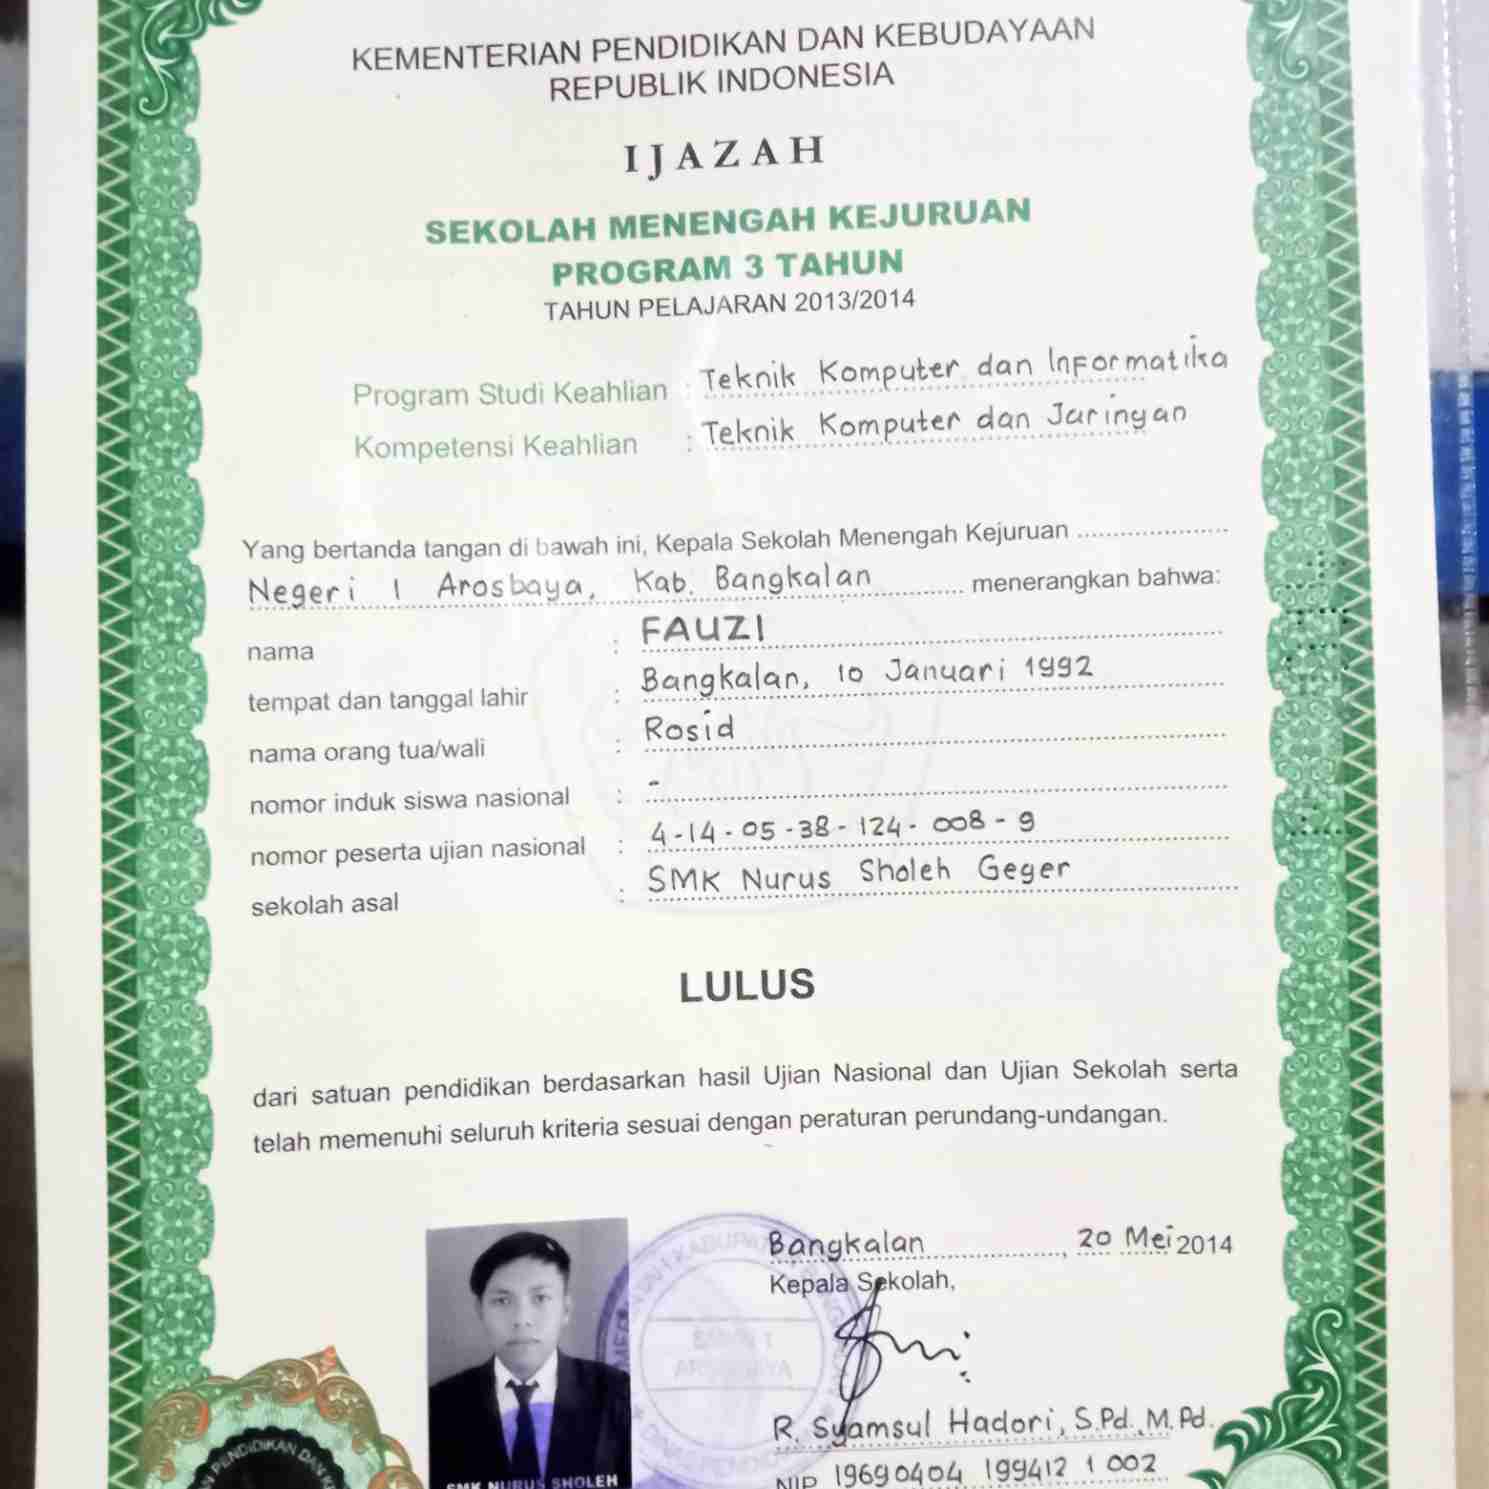 KEMENTERIAN PENDIDIKAN DAN KEBUDAYAAN
REPUBLIK INDONESIA
IJAZAH
SEKOLAH MENENGAH KEJURUAN
PROGRAM 3 TAHUN
TAHUN PELAJARAN 2013/2014
Program Studi Keahlian : Teknik Komputer dan Informatika
Kompetensi Keahlian : Teknik Komputer dan Jaringan
Yang bertanda tangan di bawah ini, Kepala Sekolah Menengah Kejuruan
Negeri 1 Arosbaya, Kab. Bangkalan menerangkan bahwa:
nama : FAUZI
tempat dan tanggal lahir : Bangkalan, 10 Januari 1992
nama orang tua/wali : Rosid
nomor induk siswa nasional : -
nomor peserta ujian nasional : 4-14-05-38-124-008-9
sekolah asal : SMK Nurus Sholeh Geger
LULUS
dari satuan pendidikan berdasarkan hasil Ujian Nasional dan Ujian Sekolah serta
telah memenuhi seluruh kriteria sesuai dengan peraturan perundang-undangan.
Bangkalan, 20 Mei 2014
Kepala Sekolah,
R. Syamsul Hadori, S.Pd., M.Pd.
NIP 19690404 199412 1 002
SMK NURUS SHOLEH
PENDIDIKAN DAN